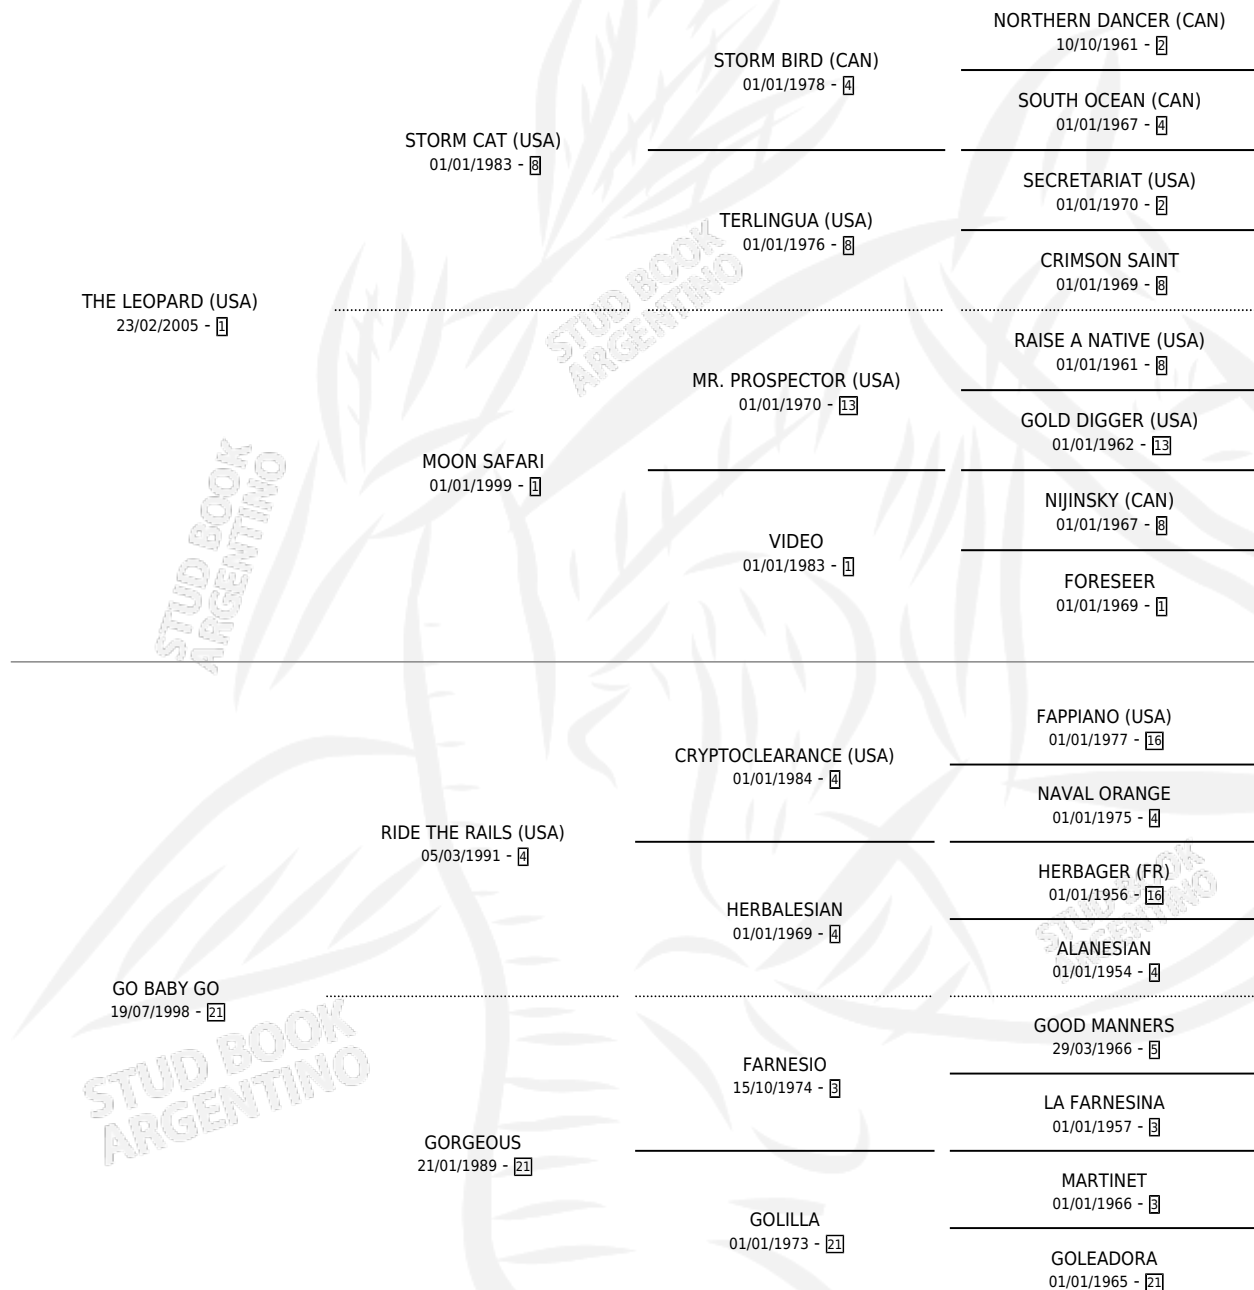 NORTHERN DANCER (CAN)
10/10/1961 - 2
STORM BIRD (CAN)
01/01/1978 - 4
SOUTH OCEAN (CAN)
01/01/1967 - 4
STORM CAT (USA)
01/01/1983 - 8
SECRETARIAT (USA)
01/01/1970 - 2
TERLINGUA (USA)
01/01/1976 - 8
CRIMSON SAINT
01/01/1969 - 8
THE LEOPARD (USA)
23/02/2005 - 1
STUD BOOK
ARGENTINO
RAISE A NATIVE (USA)
01/01/1961 - 8
MR. PROSPECTOR (USA)
01/01/1970 - 13
GOLD DIGGER (USA)
01/01/1962 - 13
MOON SAFARI
01/01/1999 - 1
NIJINSKY (CAN)
01/01/1967 - 8
VIDEO
01/01/1983 - 1
FORESEER
01/01/1969 - 1
STUD BOOK
ARGENTINO
FAPPIANO (USA)
01/01/1977 - 16
CRYPTOCLEARANCE (USA)
01/01/1984 - 4
NAVAL ORANGE
01/01/1975 - 4
RIDE THE RAILS (USA)
05/03/1991 - 4
HERBAGER (FR)
01/01/1956 - 16
HERBALESIAN
01/01/1969 - 4
STUD BOOK
ARGENTINO
ALANESIAN
01/01/1954 - 4
GO BABY GO
19/07/1998 - 21
STUD BOOK
ARGENTINO
GOOD MANNERS
29/03/1966 - 5
FARNESIO
15/10/1974 - 3
LA FARNESINA
01/01/1957 - 3
GORGEOUS
21/01/1989 - 21
MARTINET
01/01/1966 - 3
GOLILLA
01/01/1973 - 21
GOLEADORA
01/01/1965 - 21